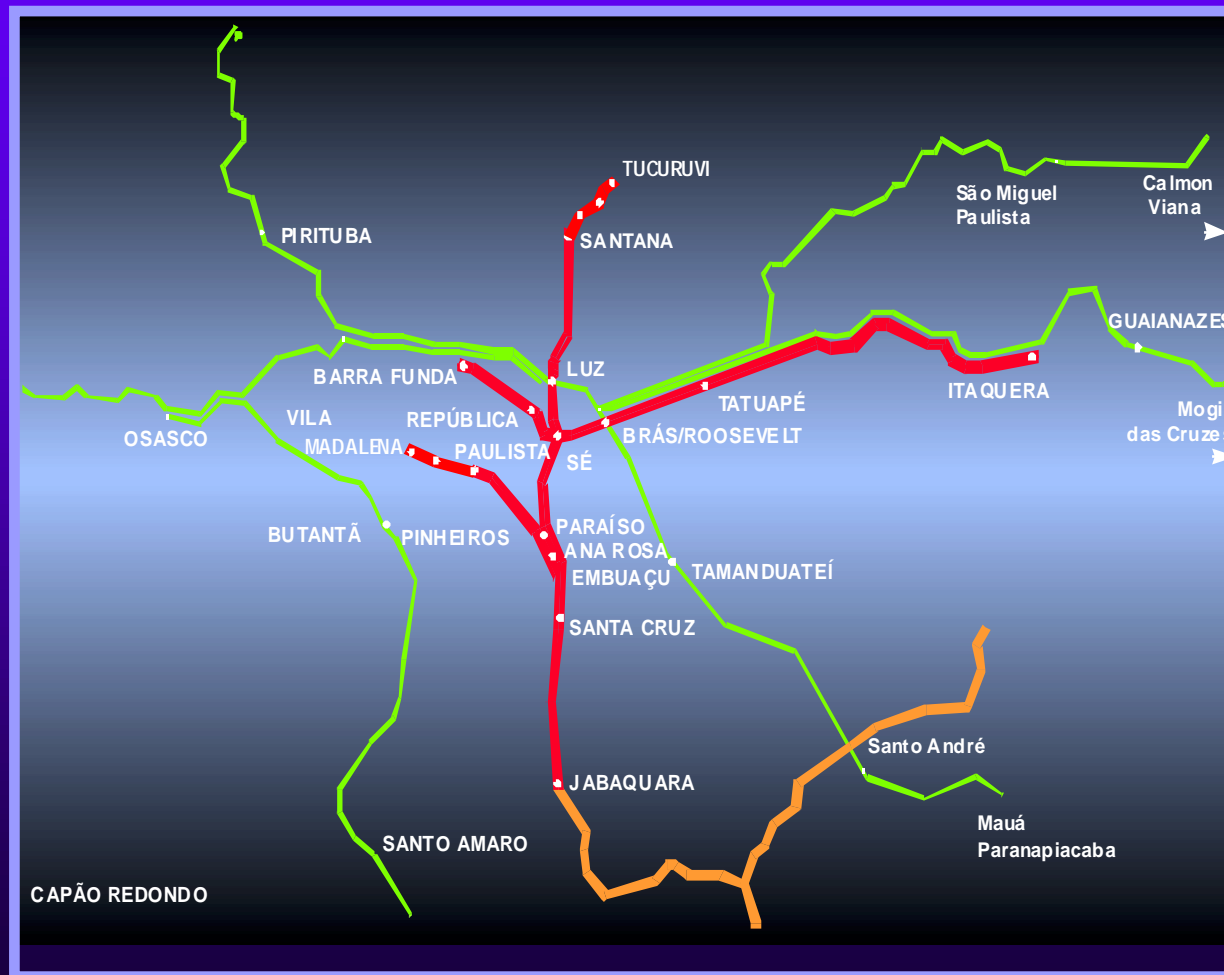 TUCURUVI
São Miguel
Paulista
Calmon
Viana
PIRITUBA
SANTANA
GUAIANAZES
BARRA FUNDA
LUZ
ITAQUERA
TATUAPÉ
REPÚBLICA
VILA
MADALENA
OSASCO
PAULISTA
SÉ
BRÁS/ROOSEVELT
Mogi
das Cruzes
BUTANTÃ
PINHEIROS
PARAÍSO
ANA ROSA
EMBUAÇU
TAMANDUATEÍ
SANTA CRUZ
Santo André
JABAQUARA
Mauá
Paranapiacaba
SANTO AMARO
CAPÃO REDONDO